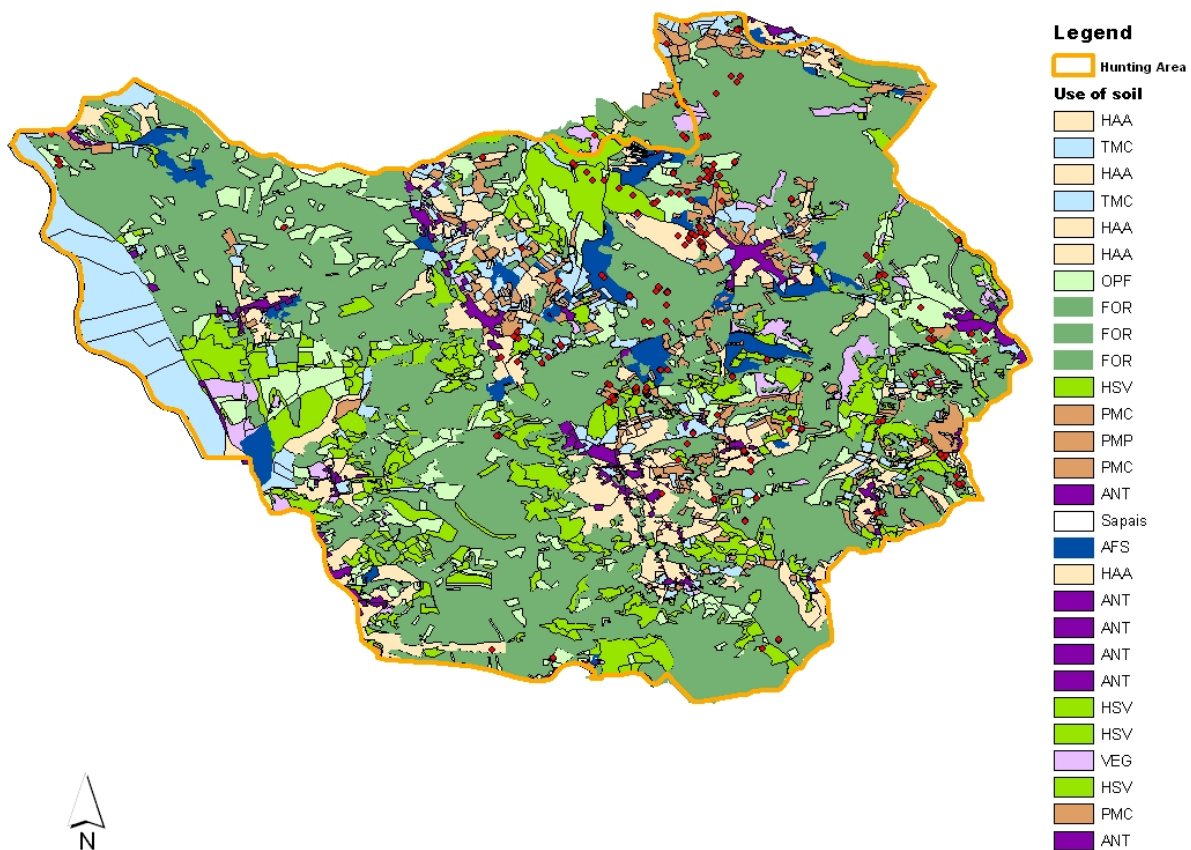 Legend
Hunting Area
Use of soil
HAA
TMC
HAA
TMC
HAA
HAA
OPF
FOR
FOR
FOR
HSV
PMC
PMP
PMC
ANT
Sapais
AFS
HAA
ANT
ANT
ANT
ANT
HSV
HSV
VEG
HSV
PMC
ANT
N